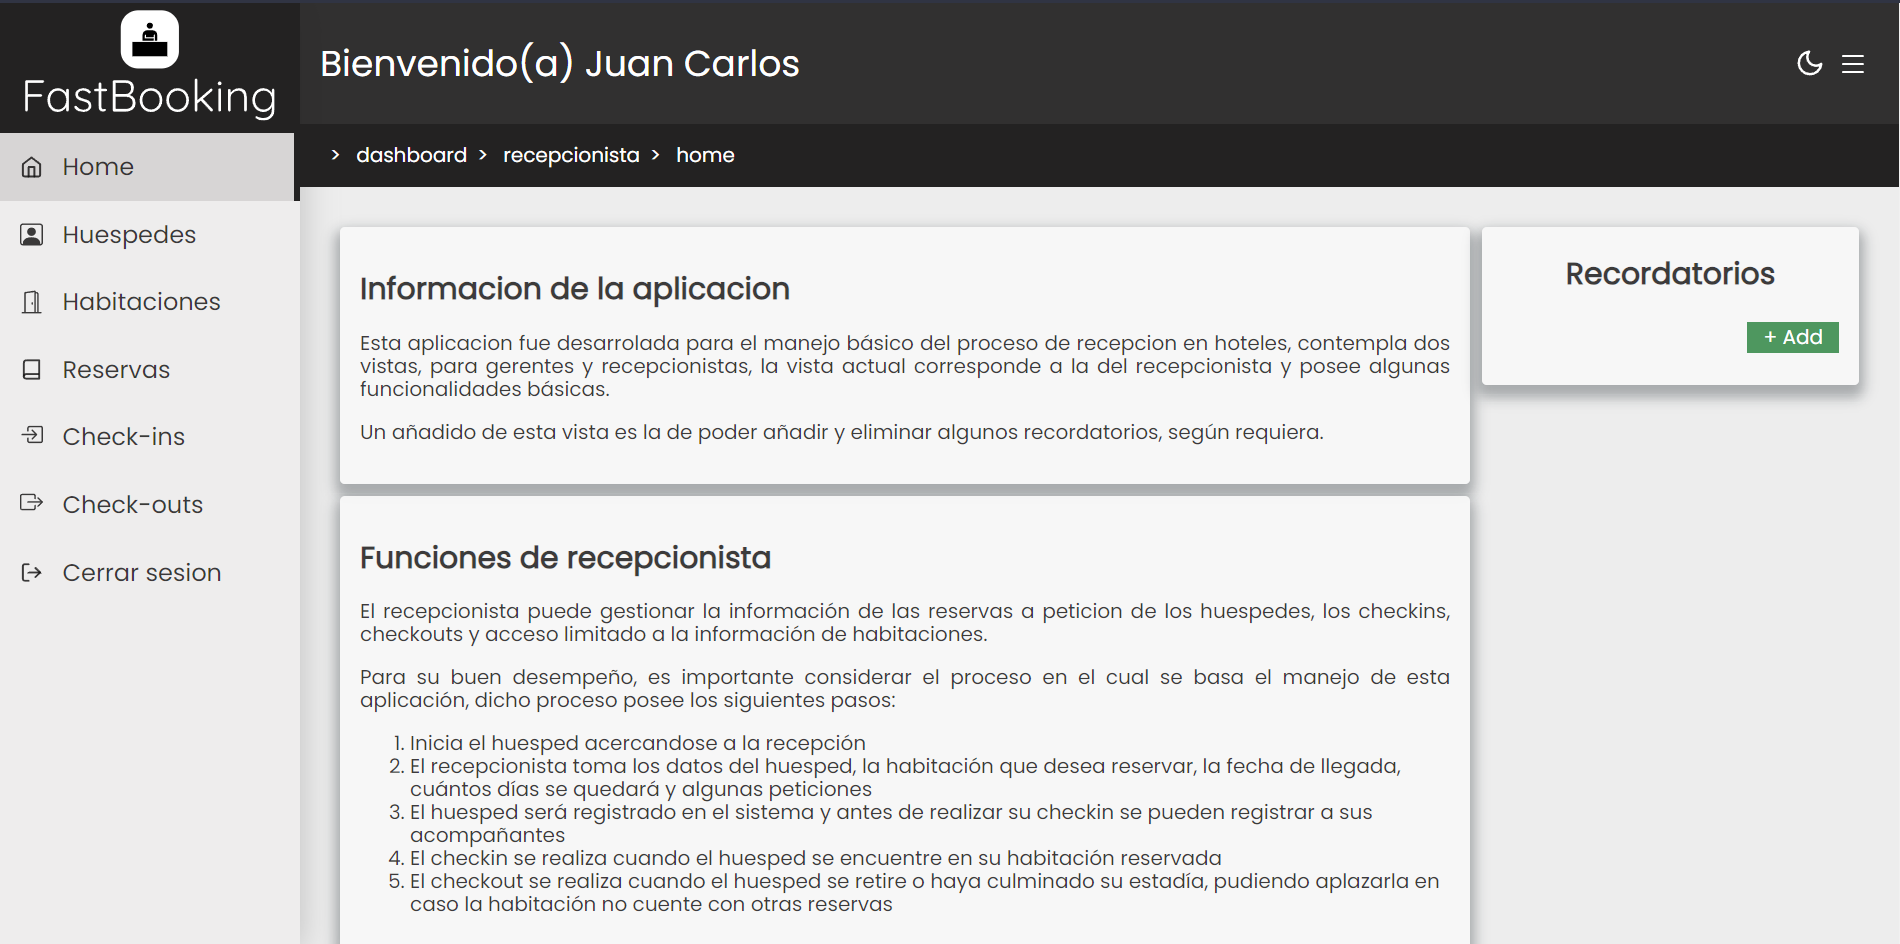 FastBooking
Home
Huespedes
Habitaciones
Reservas
Check-ins
Check-outs
Cerrar sesion
Bienvenido(a) Juan Carlos
> dashboard > recepcionista > home
Informacion de la aplicacion
Esta aplicacion fue desarrolada para el manejo básico del proceso de recepcion en hoteles, contempla dos
vistas, para gerentes y recepcionistas, la vista actual corresponde a la del recepcionista y posee algunas
funcionalidades básicas.
Un añadido de esta vista es la de poder añadir y eliminar algunos recordatorios, según requiera.
Funciones de recepcionista
El recepcionista puede gestionar la información de las reservas a peticion de los huespedes, los checkins,
checkouts y acceso limitado a la información de habitaciones.
Para su buen desempeño, es importante considerar el proceso en el cual se basa el manejo de esta
aplicación, dicho proceso posee los siguientes pasos:
1. Inicia el huesped acercandose a la recepción
2. El recepcionista toma los datos del huesped, la habitación que desea reservar, la fecha de llegada,
cuántos días se quedará y algunas peticiones
3. El huesped será registrado en el sistema y antes de realizar su checkin se pueden registrar a sus
acompañantes
4. El checkin se realiza cuando el huesped se encuentre en su habitación reservada
5. El checkout se realiza cuando el huesped se retire o haya culminado su estadía, pudiendo aplazarla en
caso la habitación no cuente con otras reservas
Recordatorios
+ Add